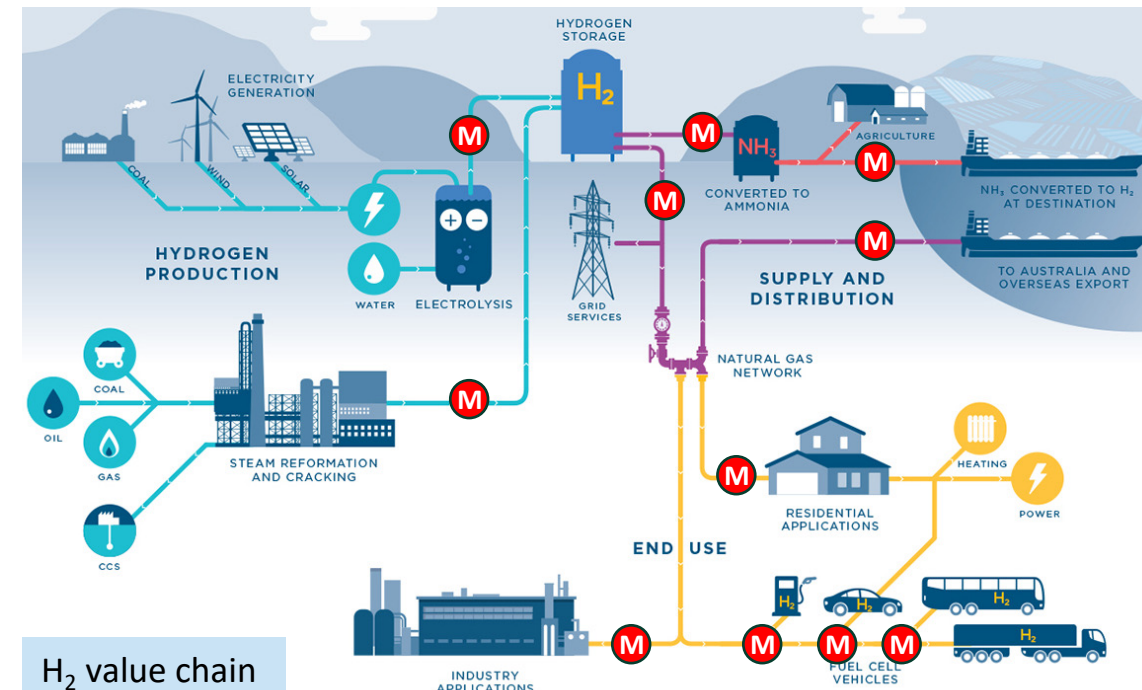 HYDROGEN
STORAGE
H₂
ELECTRICITY
GENERATION
COAL
WIND
SOLAR
M
M
NH₃
CONVERTED TO
AMMONIA
AGRICULTURE
M
NH₃ CONVERTED TO H₂
AT DESTINATION
M
M
TO AUSTRALIA AND
OVERSEAS EXPORT
HYDROGEN
PRODUCTION
WATER
ELECTROLYSIS
GRID
SERVICES
SUPPLY AND
DISTRIBUTION
NATURAL GAS
NETWORK
COAL
OIL
GAS
CCS
STEAM REFORMATION
AND CRACKING
M
M
RESIDENTIAL
APPLICATIONS
HEATING
POWER
END USE
H₂
H₂
H₂
H₂
M
M
M
M
FUEL CELL
VEHICLES
INDUSTRY
APPLICATIONS
H₂ value chain